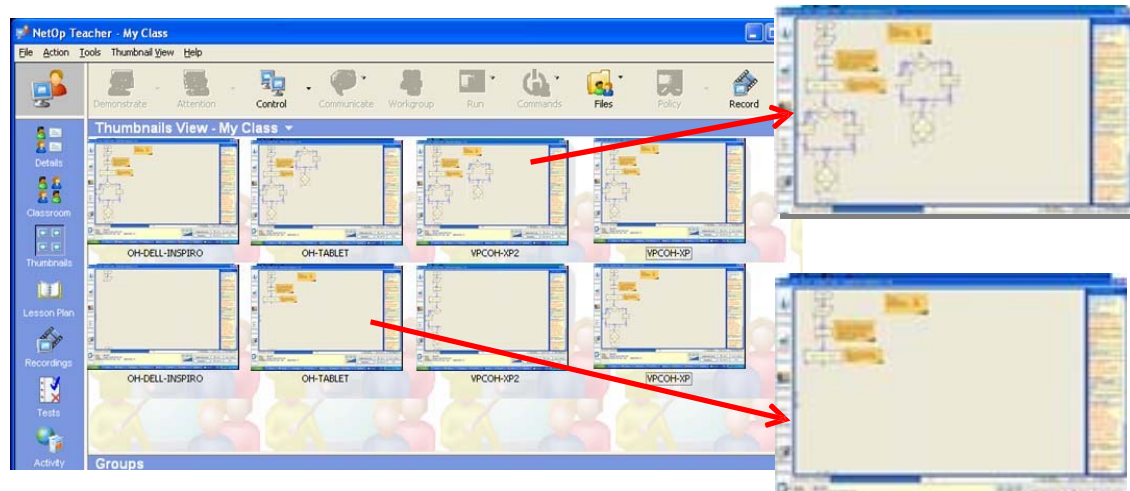 NetOp Teacher - My Class
File Action Tools Thumbnail View Help
Demonstrate Attention Control Communicate Workgroup Run Commands Files Policy Record
Thumbnails View - My Class
Details
Classroom
Thumbnails
Lesson Plan
Recordings
Tests
Activity
OH-DELL-INSPIRO OH-TABLET VPCOH-XP2 VPCOH-XP
OH-DELL-INSPIRO OH-TABLET VPCOH-XP2 VPCOH-XP
Groups